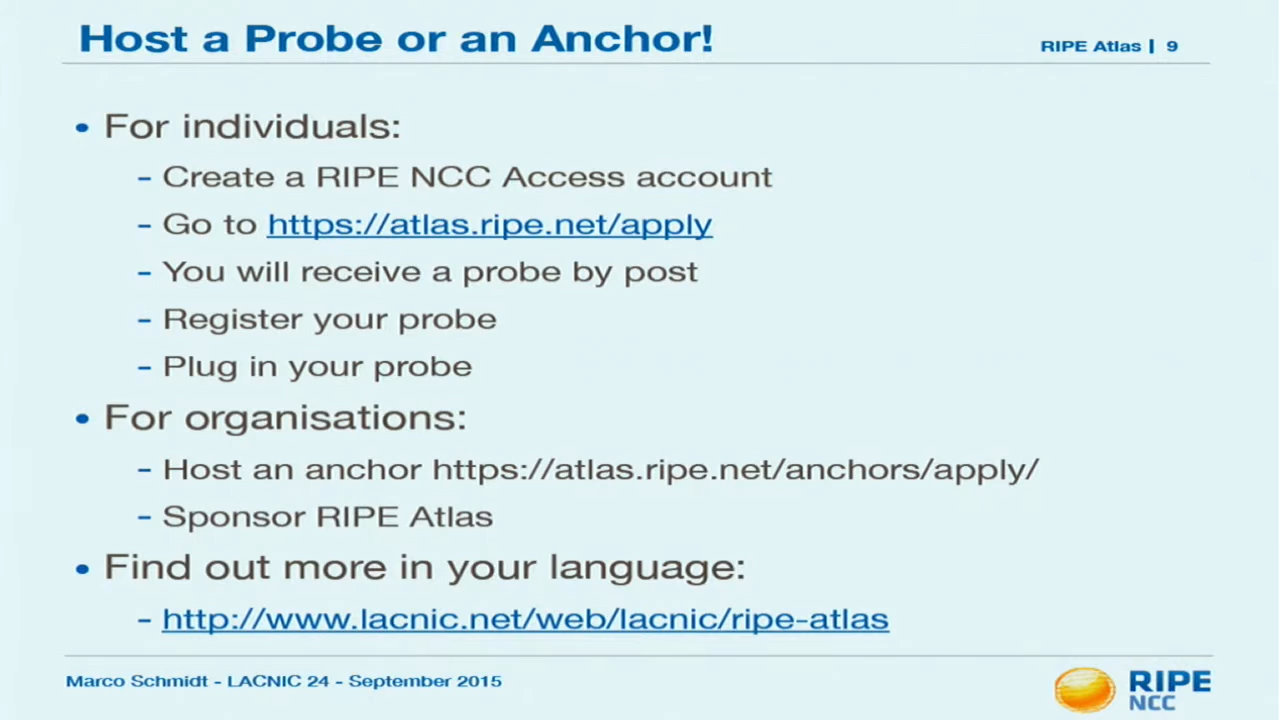 Host a Probe or an Anchor!
RIPE Atlas | 9
• For individuals:
- Create a RIPE NCC Access account
- Go to https://atlas.ripe.net/apply
- You will receive a probe by post
- Register your probe
- Plug in your probe
• For organisations:
- Host an anchor https://atlas.ripe.net/anchors/apply/
- Sponsor RIPE Atlas
• Find out more in your language:
- http://www.lacnic.net/web/lacnic/ripe-atlas
Marco Schmidt - LACNIC 24 - September 2015
RIPE
NCC